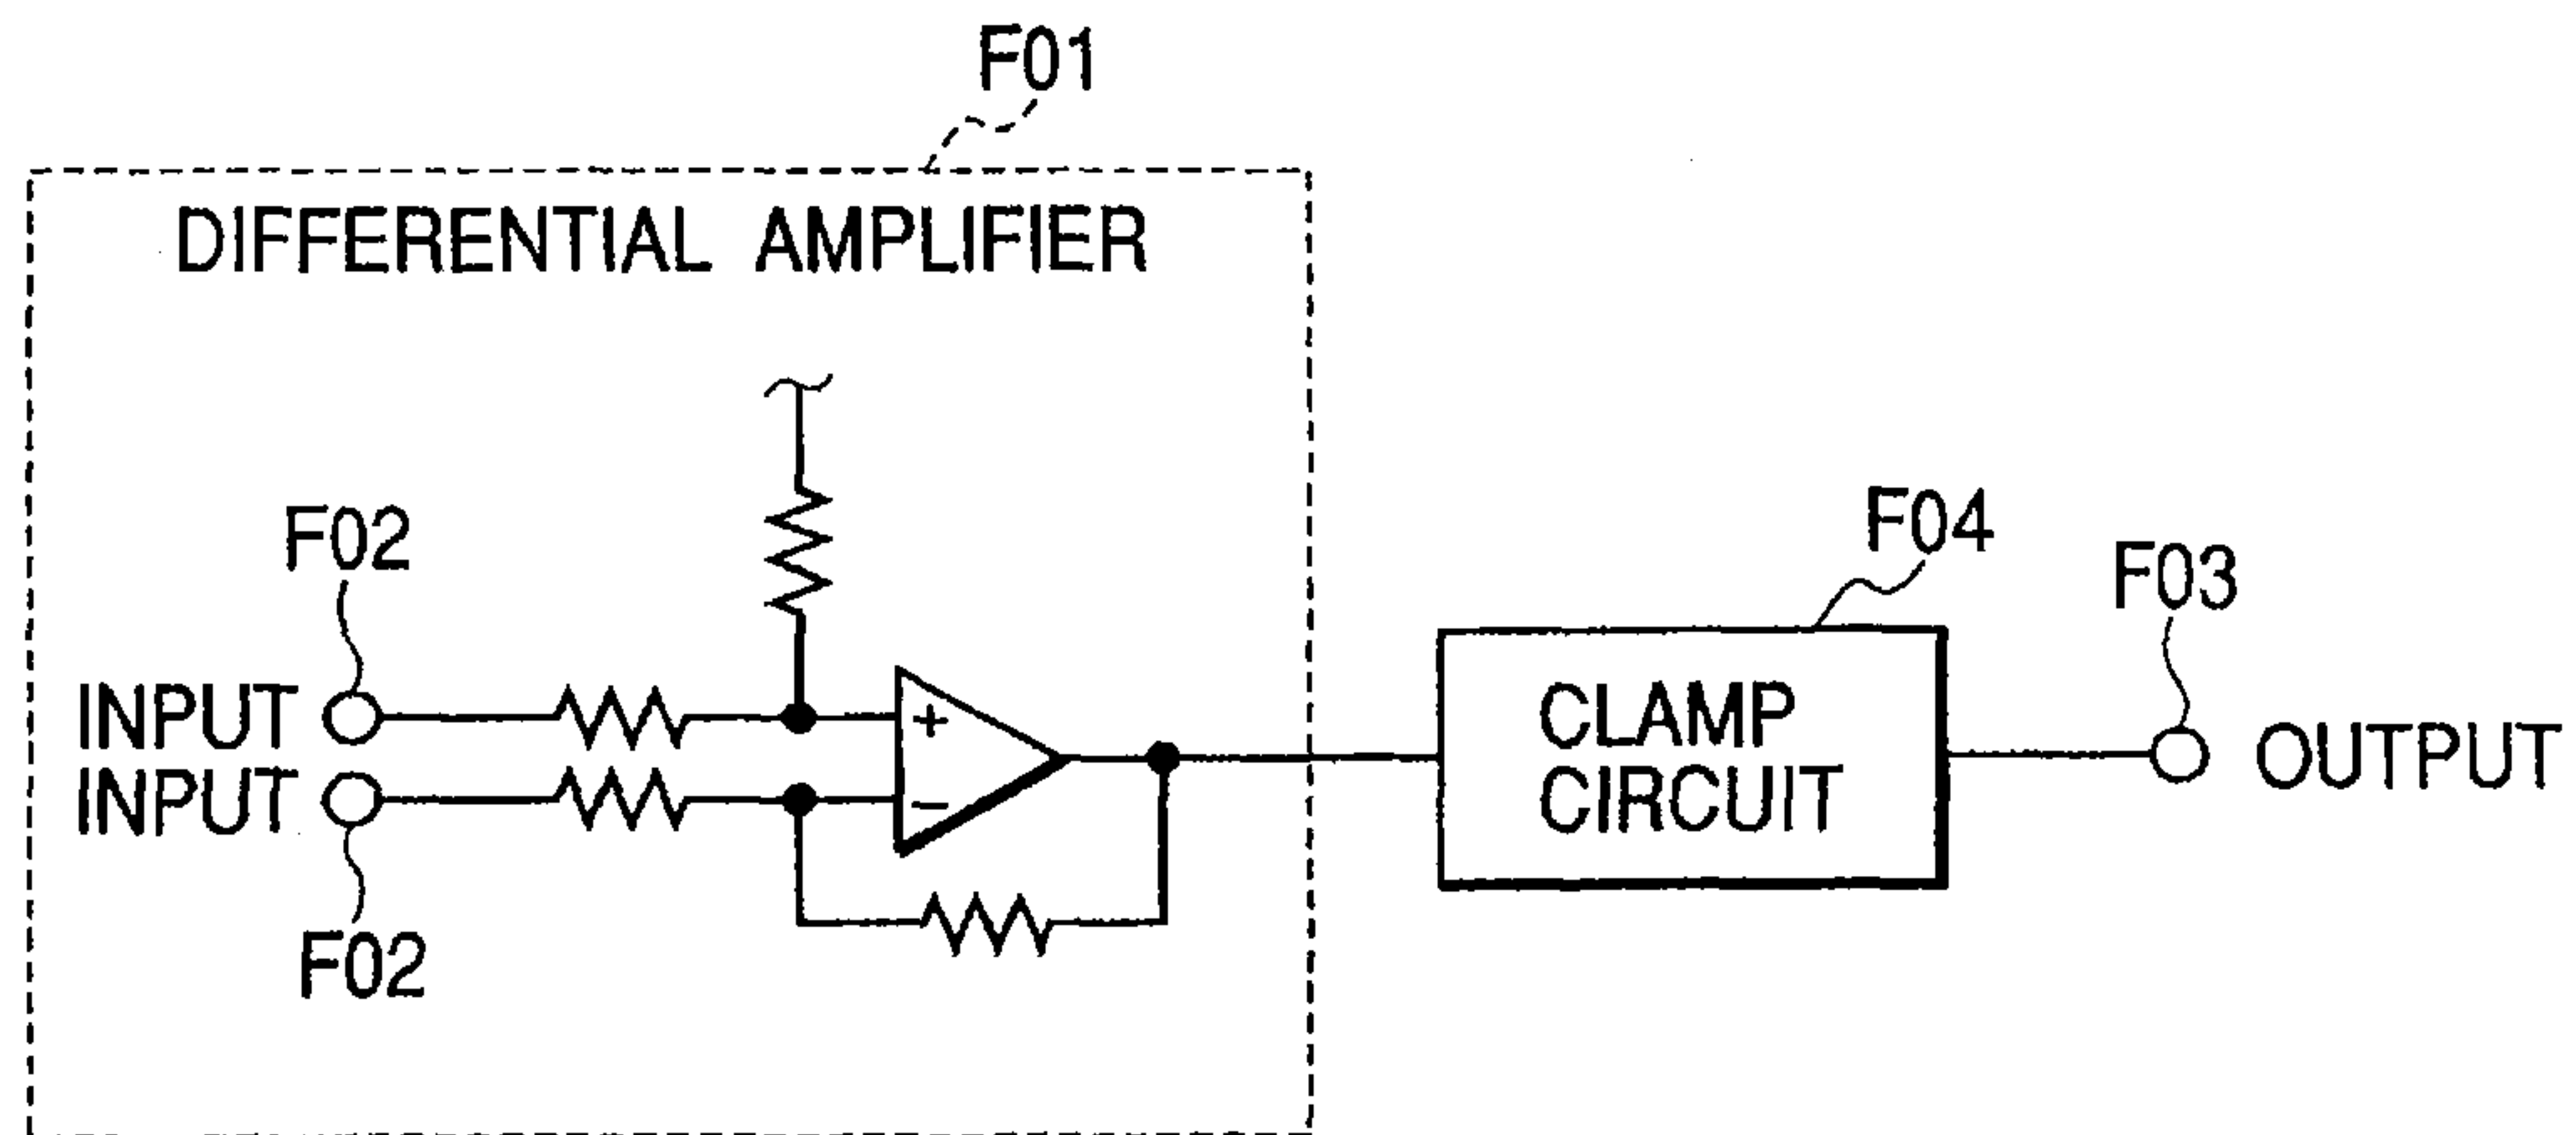 F01
DIFFERENTIAL AMPLIFIER
F02
F04
F03
INPUT
+
CLAMP
CIRCUIT
OUTPUT
INPUT
−
F02